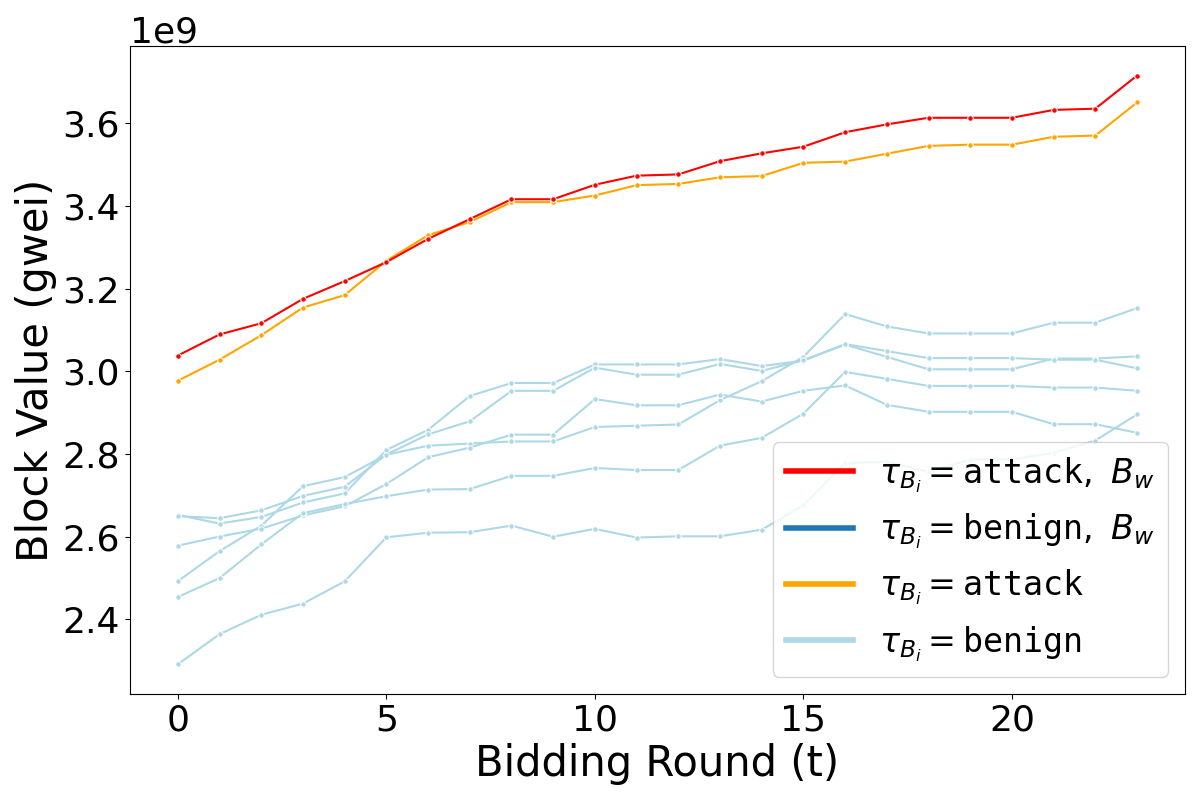 1e9
3.6
3.4
3.2
3.0
2.8
2.6
2.4
Block Value (gwei)
τ_{B_i} = attack, B_w
τ_{B_i} = benign, B_w
τ_{B_i} = attack
τ_{B_i} = benign
0 5 10 15 20
Bidding Round (t)